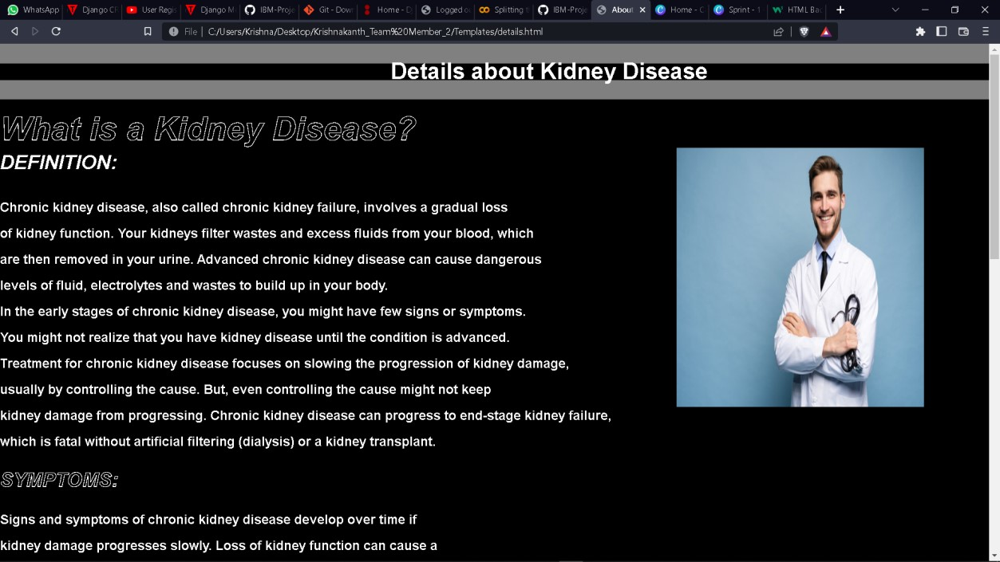 WhatsApp
Django
User Regis
Django M
IBM-Proje
Git - Dow
Home - D
Logged o
Splitting t
IBM-Proje
About
Home - C
Sprint - 1
HTML Bac
File | C:/Users/Krishna/Desktop/Krishnakanth_Team%20Member_2/Templates/details.html
Details about Kidney Disease
What is a Kidney Disease?
DEFINITION:
Chronic kidney disease, also called chronic kidney failure, involves a gradual loss
of kidney function. Your kidneys filter wastes and excess fluids from your blood, which
are then removed in your urine. Advanced chronic kidney disease can cause dangerous
levels of fluid, electrolytes and wastes to build up in your body.
In the early stages of chronic kidney disease, you might have few signs or symptoms.
You might not realize that you have kidney disease until the condition is advanced.
Treatment for chronic kidney disease focuses on slowing the progression of kidney damage,
usually by controlling the cause. But, even controlling the cause might not keep
kidney damage from progressing. Chronic kidney disease can progress to end-stage kidney failure,
which is fatal without artificial filtering (dialysis) or a kidney transplant.
SYMPTOMS:
Signs and symptoms of chronic kidney disease develop over time if
kidney damage progresses slowly. Loss of kidney function can cause a